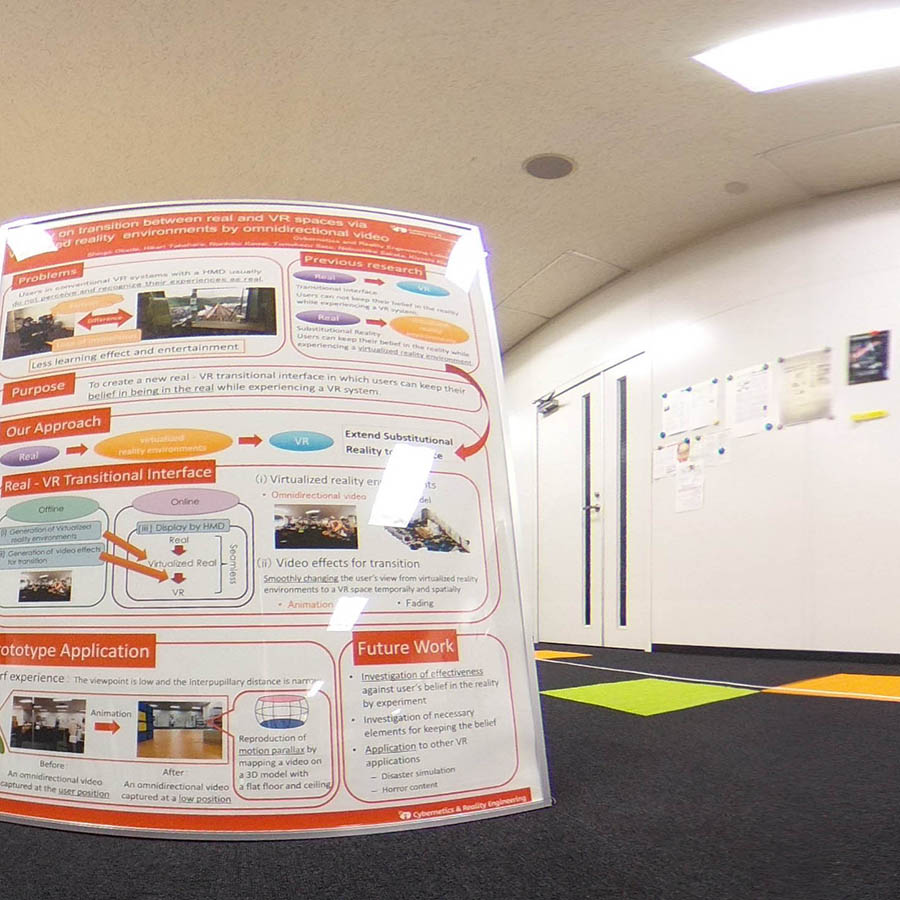 on transition between real and VR spaces via
reality environments by omnidirectional video
Cybernetics and Reality Engineering
Problems
Users in conventional VR systems with a HMD usually
do not perceive and recognize their experiences as real.
Difference
Less learning effect and entertainment
Previous research
Real
VR
Transitional Interface:
Users can not keep their belief in the reality
while experiencing a VR system.
Real
Substitutional Reality
Users can keep their belief in the reality while
experiencing a virtualized reality environment.
Purpose
To create a new real - VR transitional interface in which users can keep their
belief in being in the real while experiencing a VR system.
Our Approach
Real
virtualized
reality environments
VR
Extend Substitutional
Reality to
Real - VR Transitional Interface
Offline
Generation of Virtualized
reality environments
Generation of video effects
for transition
Online
(iii) Display by HMD
Real
Virtualized Real
VR
Seamless
(i) Virtualized reality
Omnidirectional video
(ii) Video effects for transition
Smoothly changing the user's view from virtualized reality
environments to a VR space temporally and spatially
• Animation
• Fading
Application
experience : The viewpoint is low and the interpupillary distance is
Animation
Before:
An omnidirectional video
captured at the user position
After:
An omnidirectional video
captured at a low position
Reproduction of
motion parallax by
mapping a video on
a 3D model with
a flat floor and ceiling
Future Work
• Investigation of effectiveness
against user's belief in the reality
by experiment
• Investigation of necessary
elements for keeping the belief
• Application to other VR
applications
– Disaster simulation
– Horror content
Cybernetics & Reality Engineering